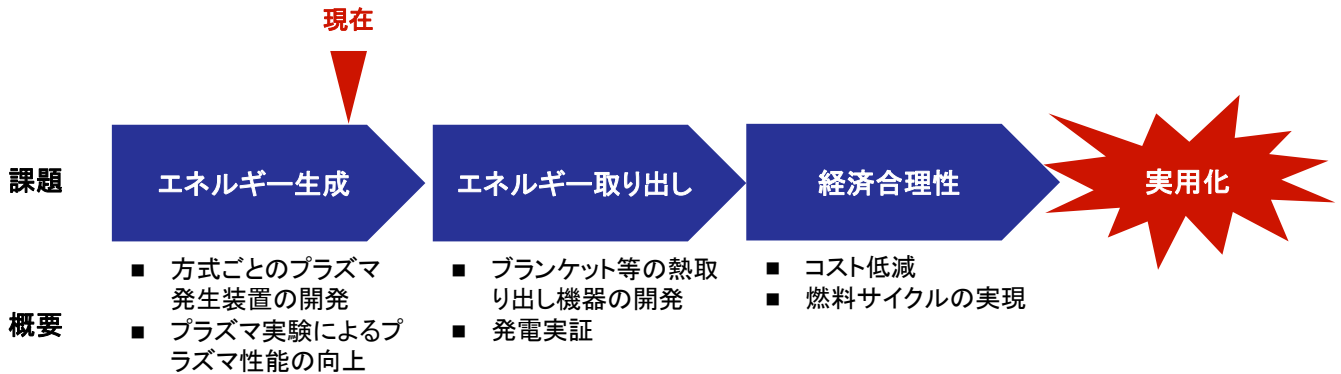 現在
課題
エネルギー生成
エネルギー取り出し
経済合理性
実用化
概要
■ 方式ごとのプラズマ
発生装置の開発
■ プラズマ実験によるプ
ラズマ性能の向上
■ ブランケット等の熱取
り出し機器の開発
■ 発電実証
■ コスト低減
■ 燃料サイクルの実現